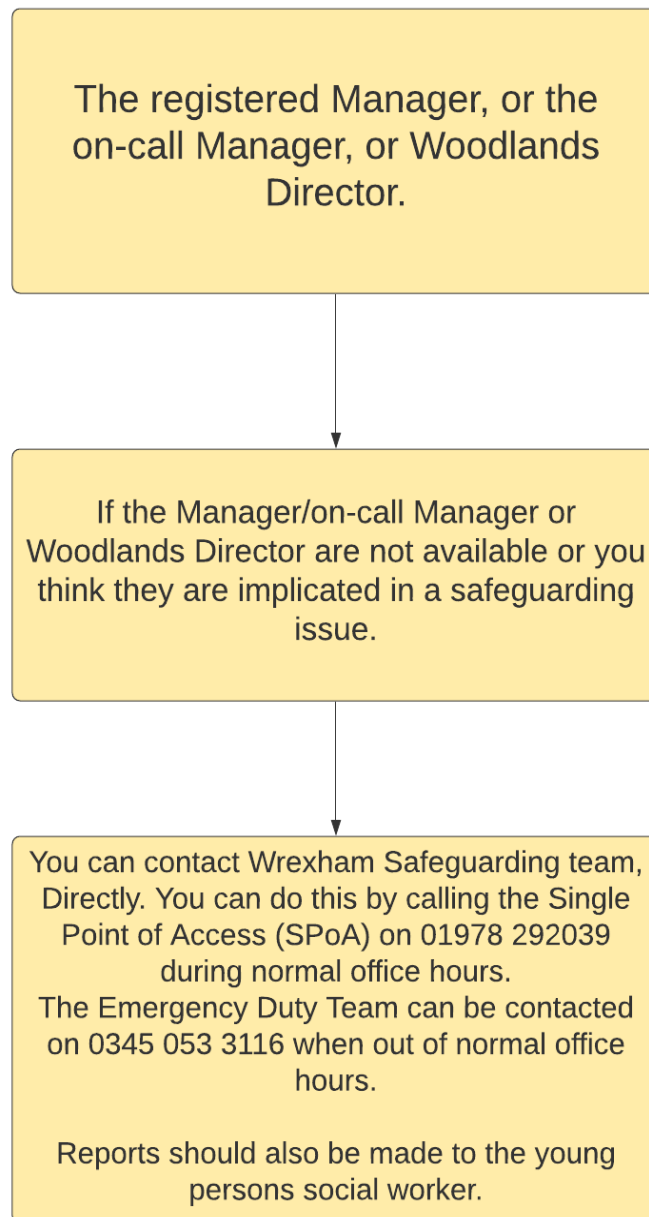 The registered Manager, or the
on-call Manager, or Woodlands
Director.
If the Manager/on-call Manager or
Woodlands Director are not available or you
think they are implicated in a safeguarding
issue.
You can contact Wrexham Safeguarding team,
Directly. You can do this by calling the Single
Point of Access (SPoA) on 01978 292039
during normal office hours.
The Emergency Duty Team can be contacted
on 0345 053 3116 when out of normal office
hours.
Reports should also be made to the young
persons social worker.